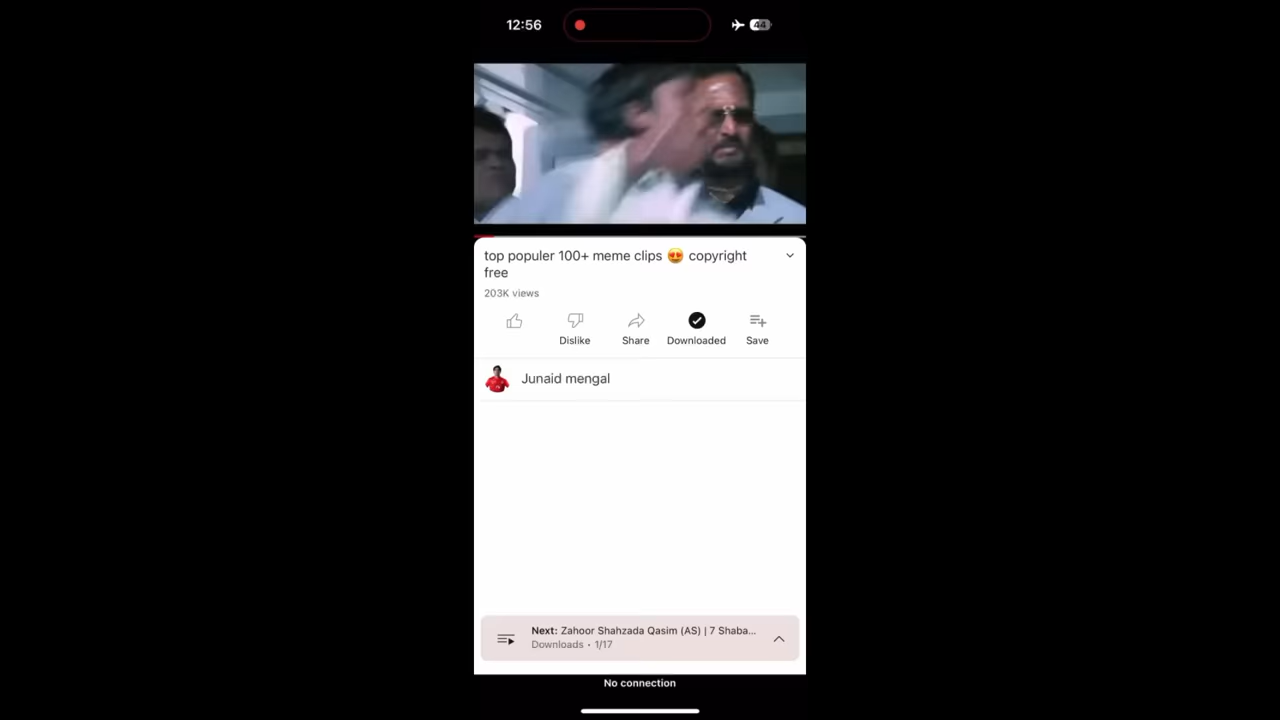 12:56
44
top populer 100+ meme clips 😍 copyright
free
203K views
Dislike
Share
Downloaded
Save
Junaid mengal
Next: Zahoor Shahzada Qasim (AS) | 7 Shaba...
Downloads • 1/17
No connection